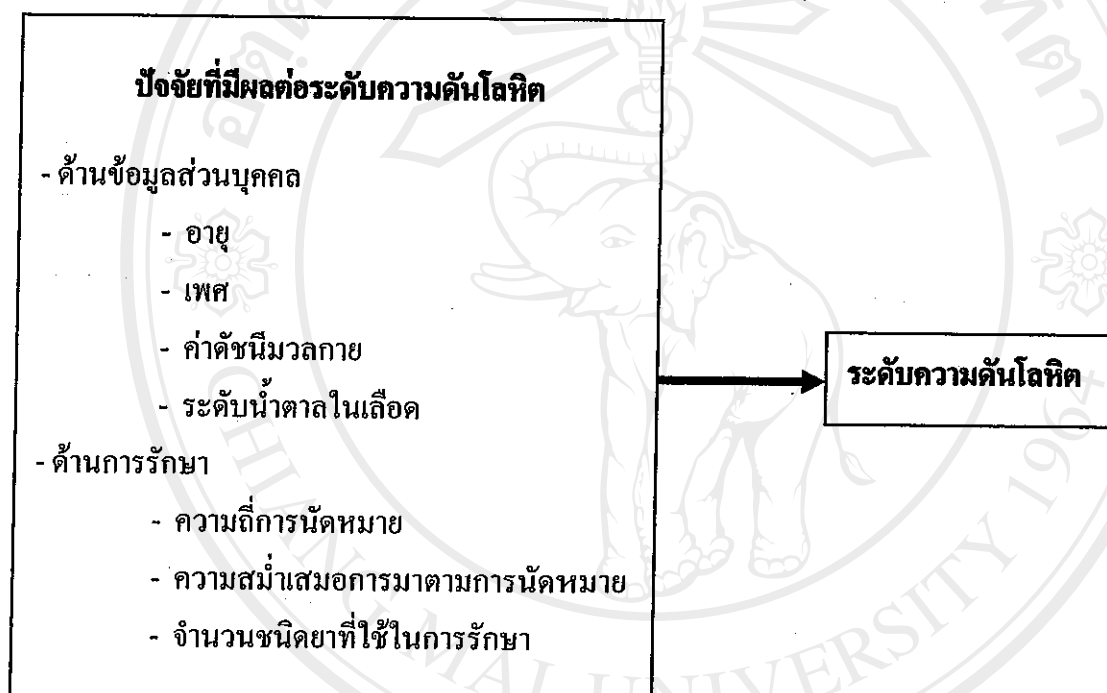 ปัจจัยที่มีผลต่อระดับความดันโลหิต
- ด้านข้อมูลส่วนบุคคล
- อายุ
- เพศ
- ค่าดัชนีมวลกาย
- ระดับน้ำตาลในเลือด
- ด้านการรักษา
- ความถี่การนัดหมาย
- ความสม่ำเสมอการมาตามการนัดหมาย
- จำนวนชนิดยาที่ใช้ในการรักษา
ระดับความดันโลหิต
CHIANG MAI UNIVERSITY 1964